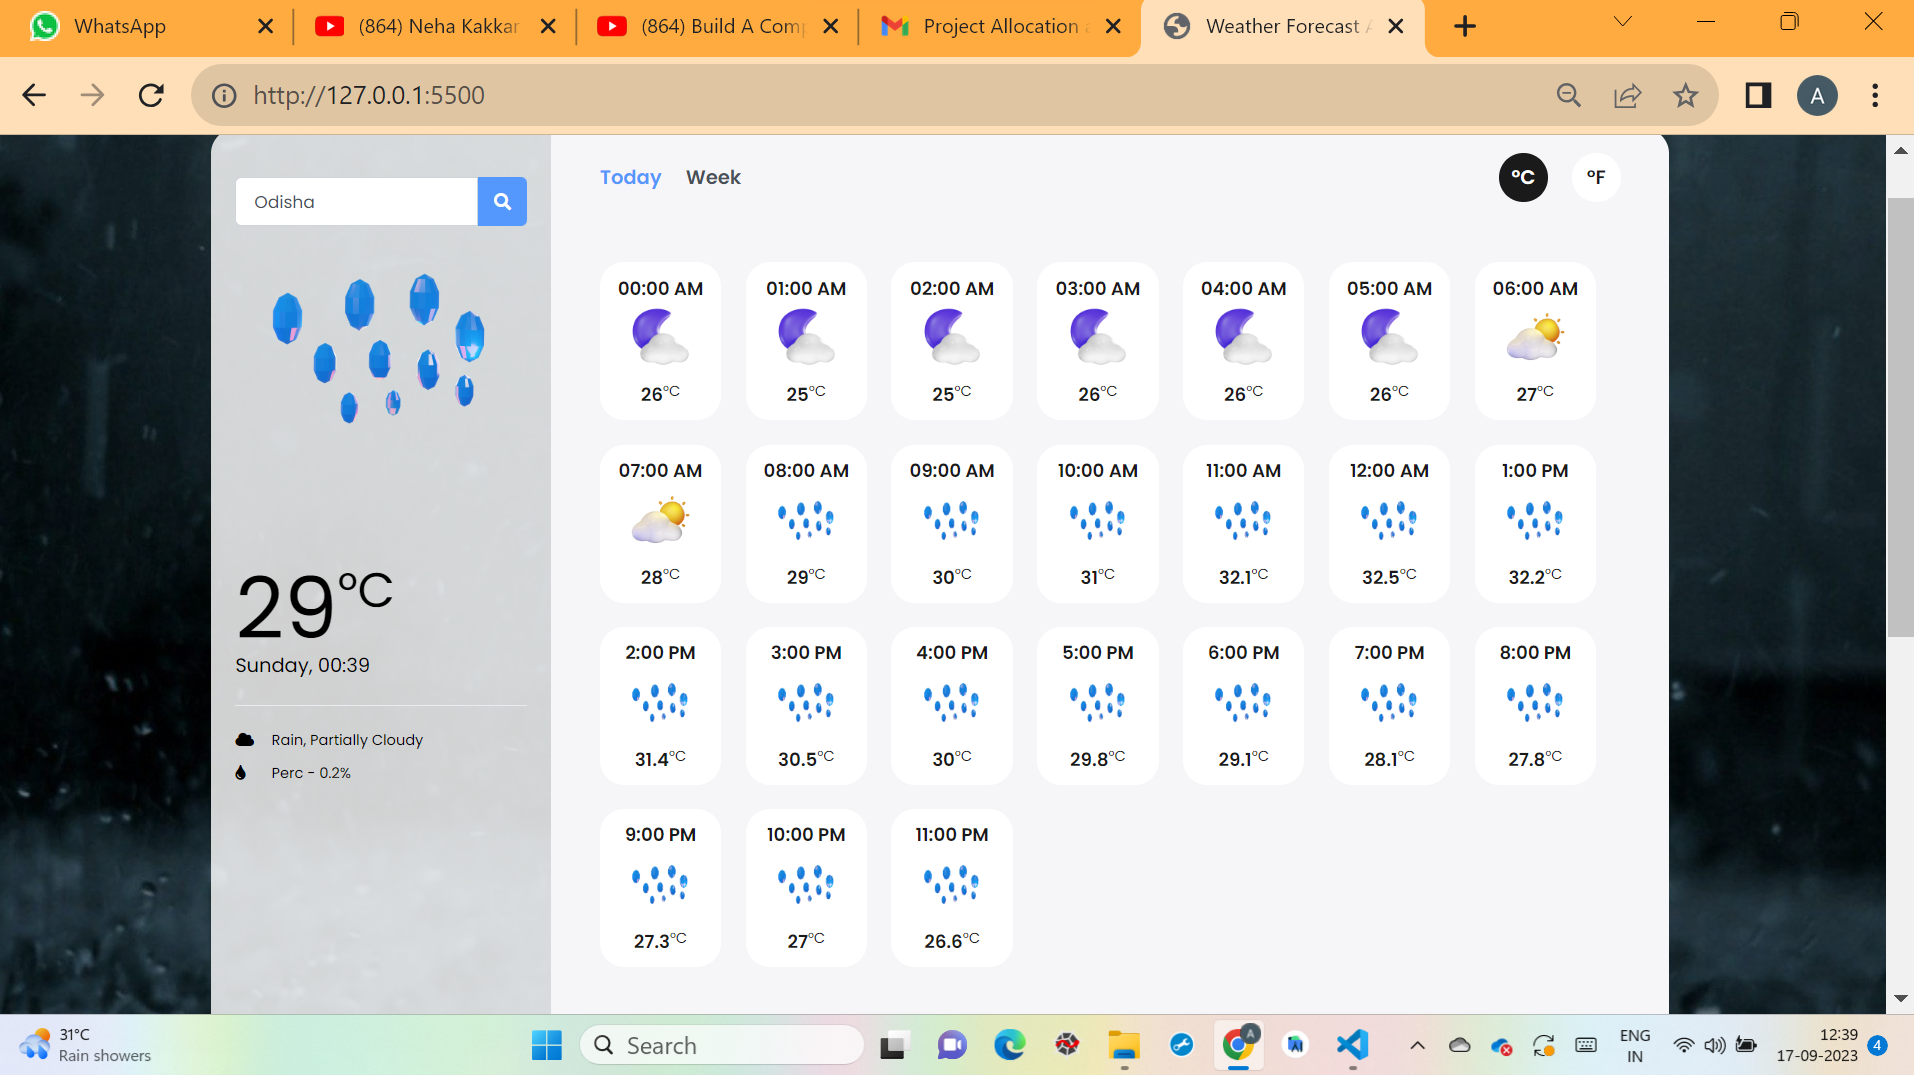 WhatsApp
(864) Neha Kakkar
(864) Build A Comp
Project Allocation a
Weather Forecast A
http://127.0.0.1:5500
A
Odisha
Today Week
°C °F
00:00 AM 01:00 AM 02:00 AM 03:00 AM 04:00 AM 05:00 AM 06:00 AM
26°C 25°C 25°C 26°C 26°C 26°C 27°C
07:00 AM 08:00 AM 09:00 AM 10:00 AM 11:00 AM 12:00 AM 1:00 PM
28°C 29°C 30°C 31°C 32.1°C 32.5°C 32.2°C
29°C
Sunday, 00:39
Rain, Partially Cloudy
Perc - 0.2%
2:00 PM 3:00 PM 4:00 PM 5:00 PM 6:00 PM 7:00 PM 8:00 PM
31.4°C 30.5°C 30°C 29.8°C 29.1°C 28.1°C 27.8°C
9:00 PM 10:00 PM 11:00 PM
27.3°C 27°C 26.6°C
31°C
Rain showers
Search
A
ENG
IN
12:39
17-09-2023
4